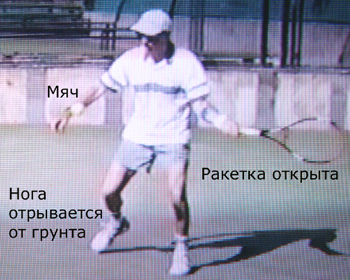 Мяч
Ракетка открыта
Нога
отрывается
от грунта